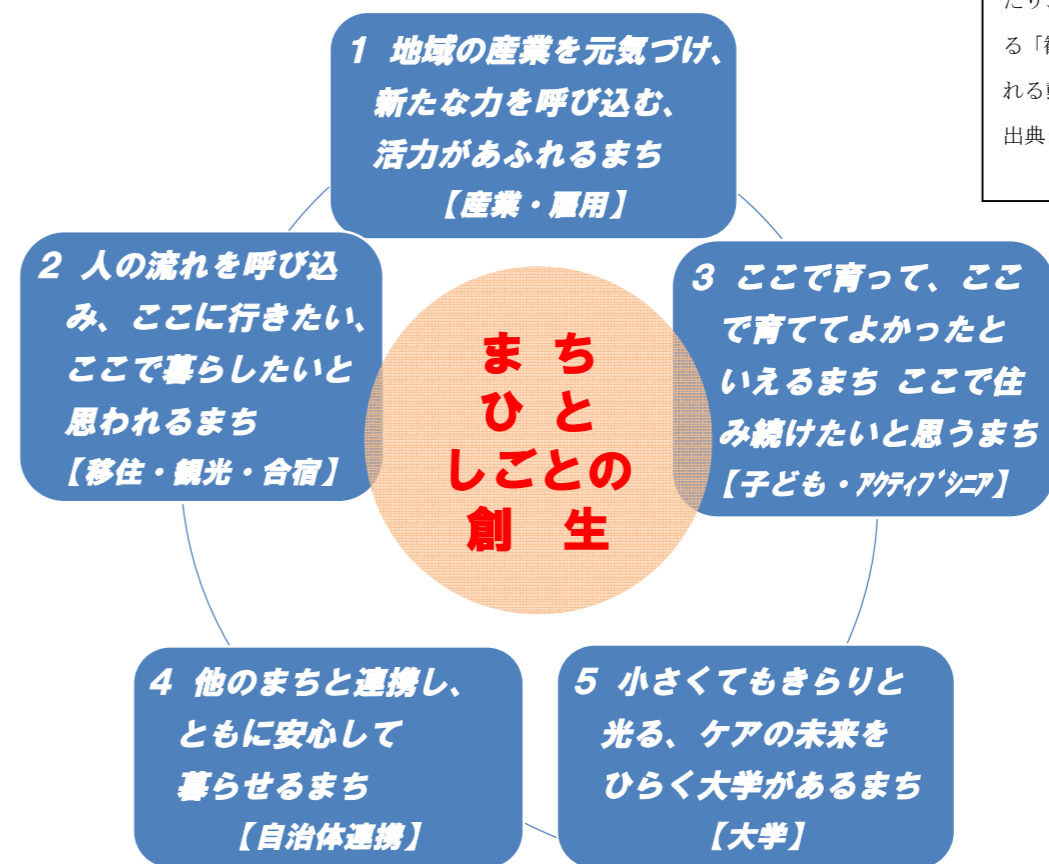 1 地域の産業を元気づけ、
新たな力を呼び込む、
活力があふれるまち
【産業・雇用】
2 人の流れを呼び込
み、ここに行きたい、
ここで暮らしたいと
思われるまち
【移住・観光・合宿】
3 ここで育って、ここ
で育ててよかったと
いえるまち ここで住
み続けたいと思うまち
【子ども・ｱｸﾃｨﾌﾞｼﾆｱ】
まち
ひと
しごとの
創 生
4 他のまちと連携し、
ともに安心して
暮らせるまち
【自治体連携】
5 小さくてもきらりと
光る、ケアの未来を
ひらく大学があるまち
【大学】
る「
れる
出典